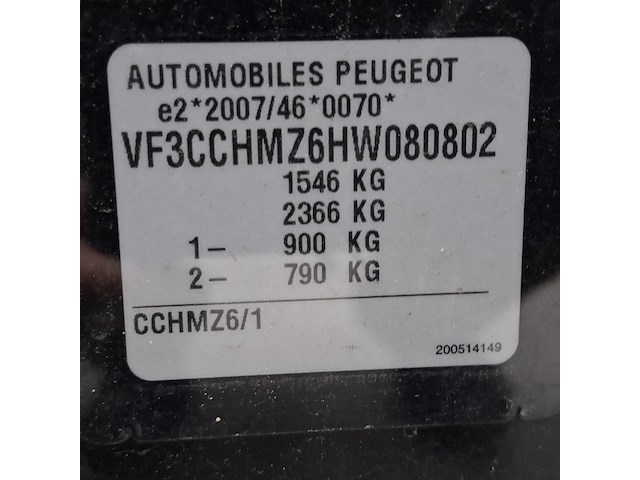 AUTOMOBILES PEUGEOT
e2*2007/46*0070*
VF3CCHMZ6HW080802
1546 KG
2366 KG
1– 900 KG
2– 790 KG
CCHMZ6/1
200514149